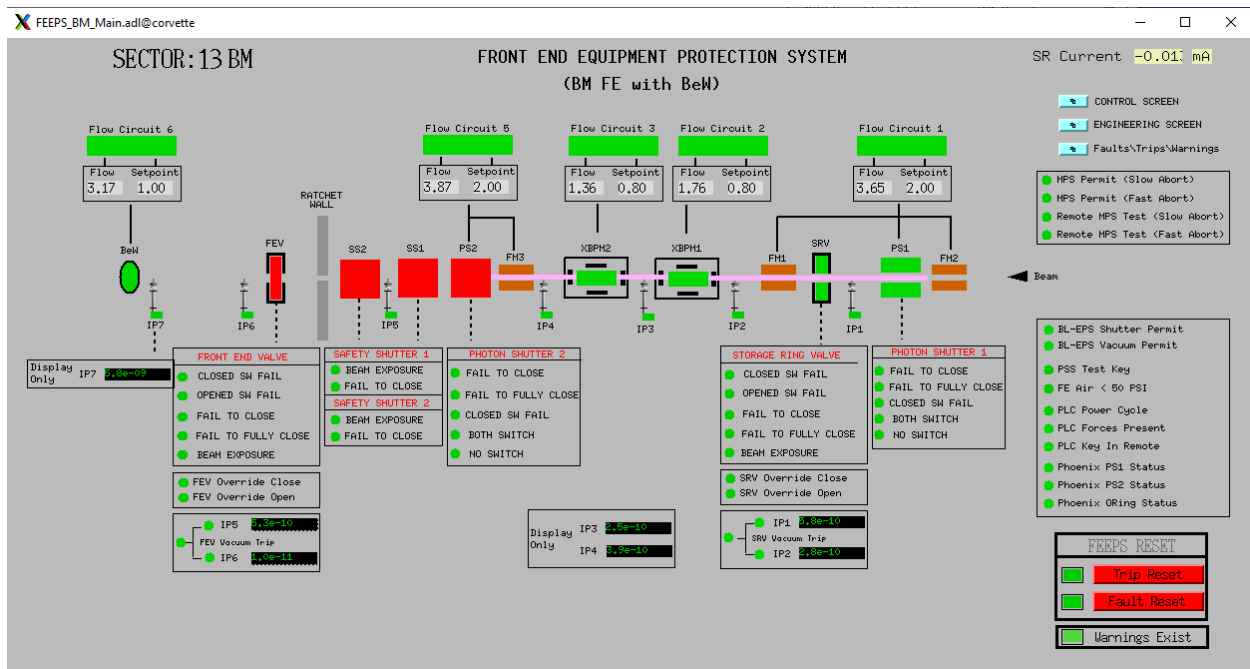 FEEPS_BM_Main.adl@corvette
SECTOR:13 BM
FRONT END EQUIPMENT PROTECTION SYSTEM
(BM FE with BeW)
SR Current -0.01 mA
CONTROL SCREEN
ENGINEERING SCREEN
Faults\Trips\Warnings
Flow Circuit 6
Flow Setpoint
3.17 1.00
Flow Circuit 5
Flow Setpoint
3.87 2.00
Flow Circuit 3
Flow Setpoint
1.36 0.80
Flow Circuit 2
Flow Setpoint
1.76 0.80
Flow Circuit 1
Flow Setpoint
3.65 2.00
MPS Permit (Slow Abort)
MPS Permit (Fast Abort)
Remote MPS Test (Slow Abort)
Remote MPS Test (Fast Abort)
RATCHET
WALL
BeW
FEV
SS2
SS1
PS2
FM3
XBPM2
XBPM1
FM1
SRV
PS1
FM2
Beam
IP7
IP6
IP5
IP4
IP3
IP2
IP1
Display
Only
IP7 5.8e-09
FRONT END VALVE
CLOSED SW FAIL
OPENED SW FAIL
FAIL TO CLOSE
FAIL TO FULLY CLOSE
BEAM EXPOSURE
FEV Override Close
FEV Override Open
IP5 5.3e-10
FEV Vacuum Trip
IP6 1.0e-11
SAFETY SHUTTER 1
BEAM EXPOSURE
FAIL TO CLOSE
SAFETY SHUTTER 2
BEAM EXPOSURE
FAIL TO CLOSE
PHOTON SHUTTER 2
FAIL TO CLOSE
FAIL TO FULLY CLOSE
CLOSED SW FAIL
BOTH SWITCH
NO SWITCH
Display
Only
IP3 2.5e-10
IP4 3.9e-10
STORAGE RING VALVE
CLOSED SW FAIL
OPENED SW FAIL
FAIL TO CLOSE
FAIL TO FULLY CLOSE
BEAM EXPOSURE
SRV Override Close
SRV Override Open
IP1 5.8e-10
SRV Vacuum Trip
IP2 2.8e-10
PHOTON SHUTTER 1
FAIL TO CLOSE
FAIL TO FULLY CLOSE
CLOSED SW FAIL
BOTH SWITCH
NO SWITCH
BL-EPS Shutter Permit
BL-EPS Vacuum Permit
PSS Test Key
FE Air < 50 PSI
PLC Power Cycle
PLC Forces Present
PLC Key In Remote
Phoenix PS1 Status
Phoenix PS2 Status
Phoenix ORing Status
FEEPS RESET
Trip Reset
Fault Reset
Warnings Exist